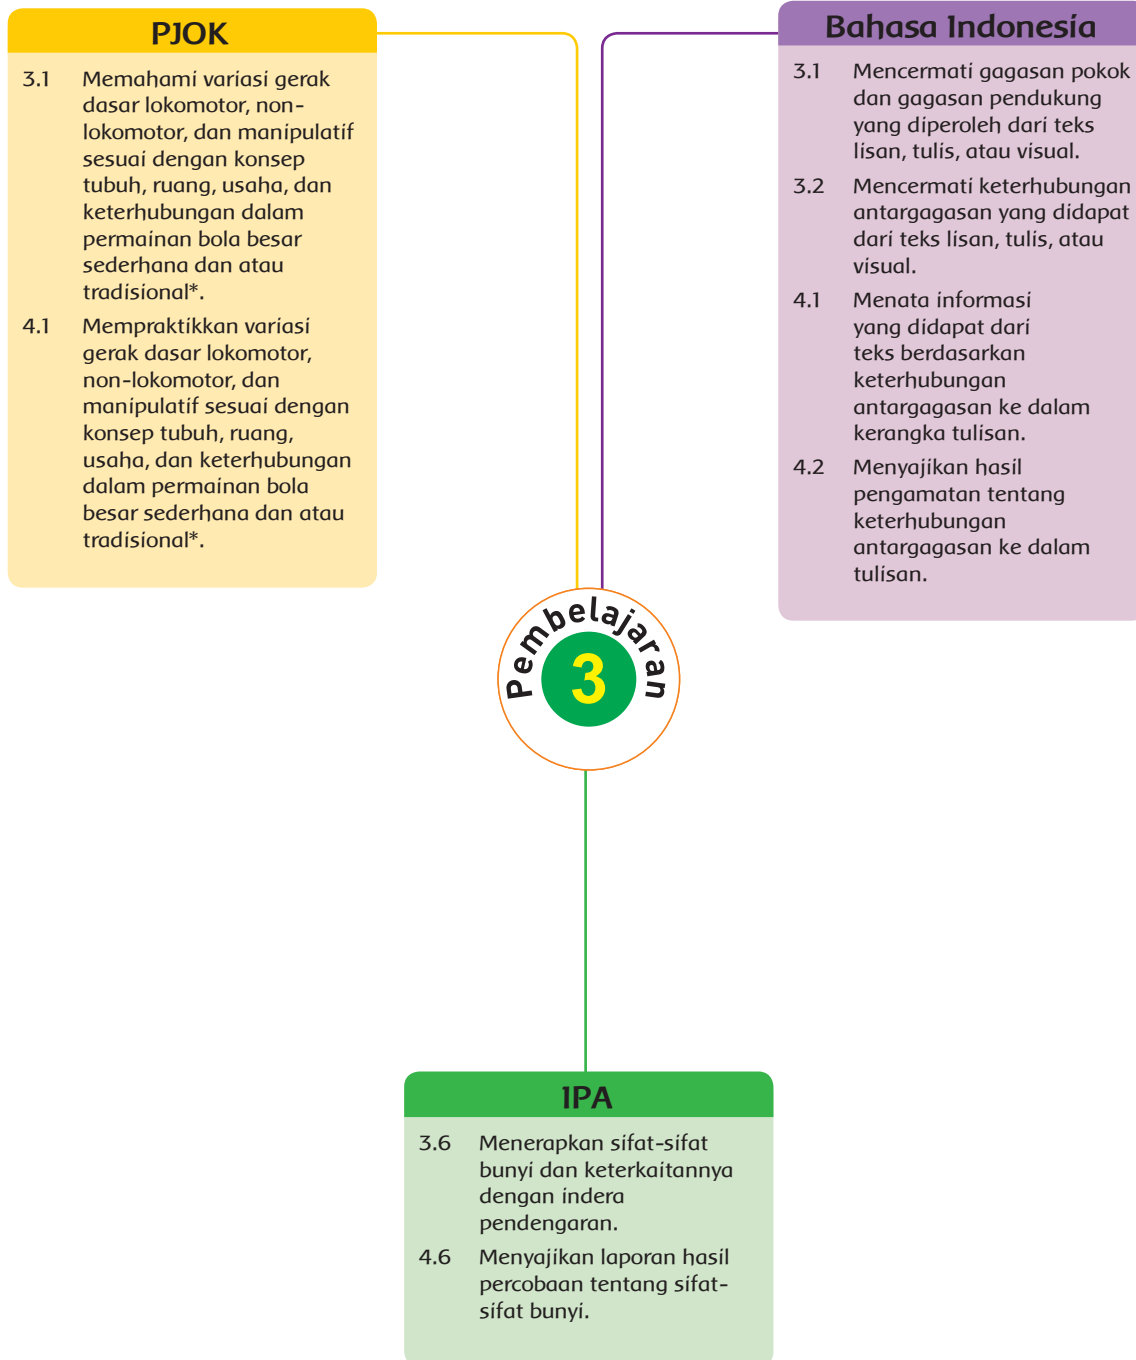 PJOK
3.1 Memahami variasi gerak
dasar lokomotor, non-
lokomotor, dan manipulatif
sesuai dengan konsep
tubuh, ruang, usaha, dan
keterhubungan dalam
permainan bola besar
sederhana dan atau
tradisional*.
4.1 Mempraktikkan variasi
gerak dasar lokomotor,
non-lokomotor, dan
manipulatif sesuai dengan
konsep tubuh, ruang,
usaha, dan keterhubungan
dalam permainan bola
besar sederhana dan atau
tradisional*.
Bahasa Indonesia
3.1 Mencermati gagasan pokok
dan gagasan pendukung
yang diperoleh dari teks
lisan, tulis, atau visual.
3.2 Mencermati keterhubungan
antargagasan yang didapat
dari teks lisan, tulis, atau
visual.
4.1 Menata informasi
yang didapat dari
teks berdasarkan
keterhubungan
antargagasan ke dalam
kerangka tulisan.
4.2 Menyajikan hasil
pengamatan tentang
keterhubungan
antargagasan ke dalam
tulisan.
Pembelajaran
3
IPA
3.6 Menerapkan sifat-sifat
bunyi dan keterkaitannya
dengan indera
pendengaran.
4.6 Menyajikan laporan hasil
percobaan tentang sifat-
sifat bunyi.